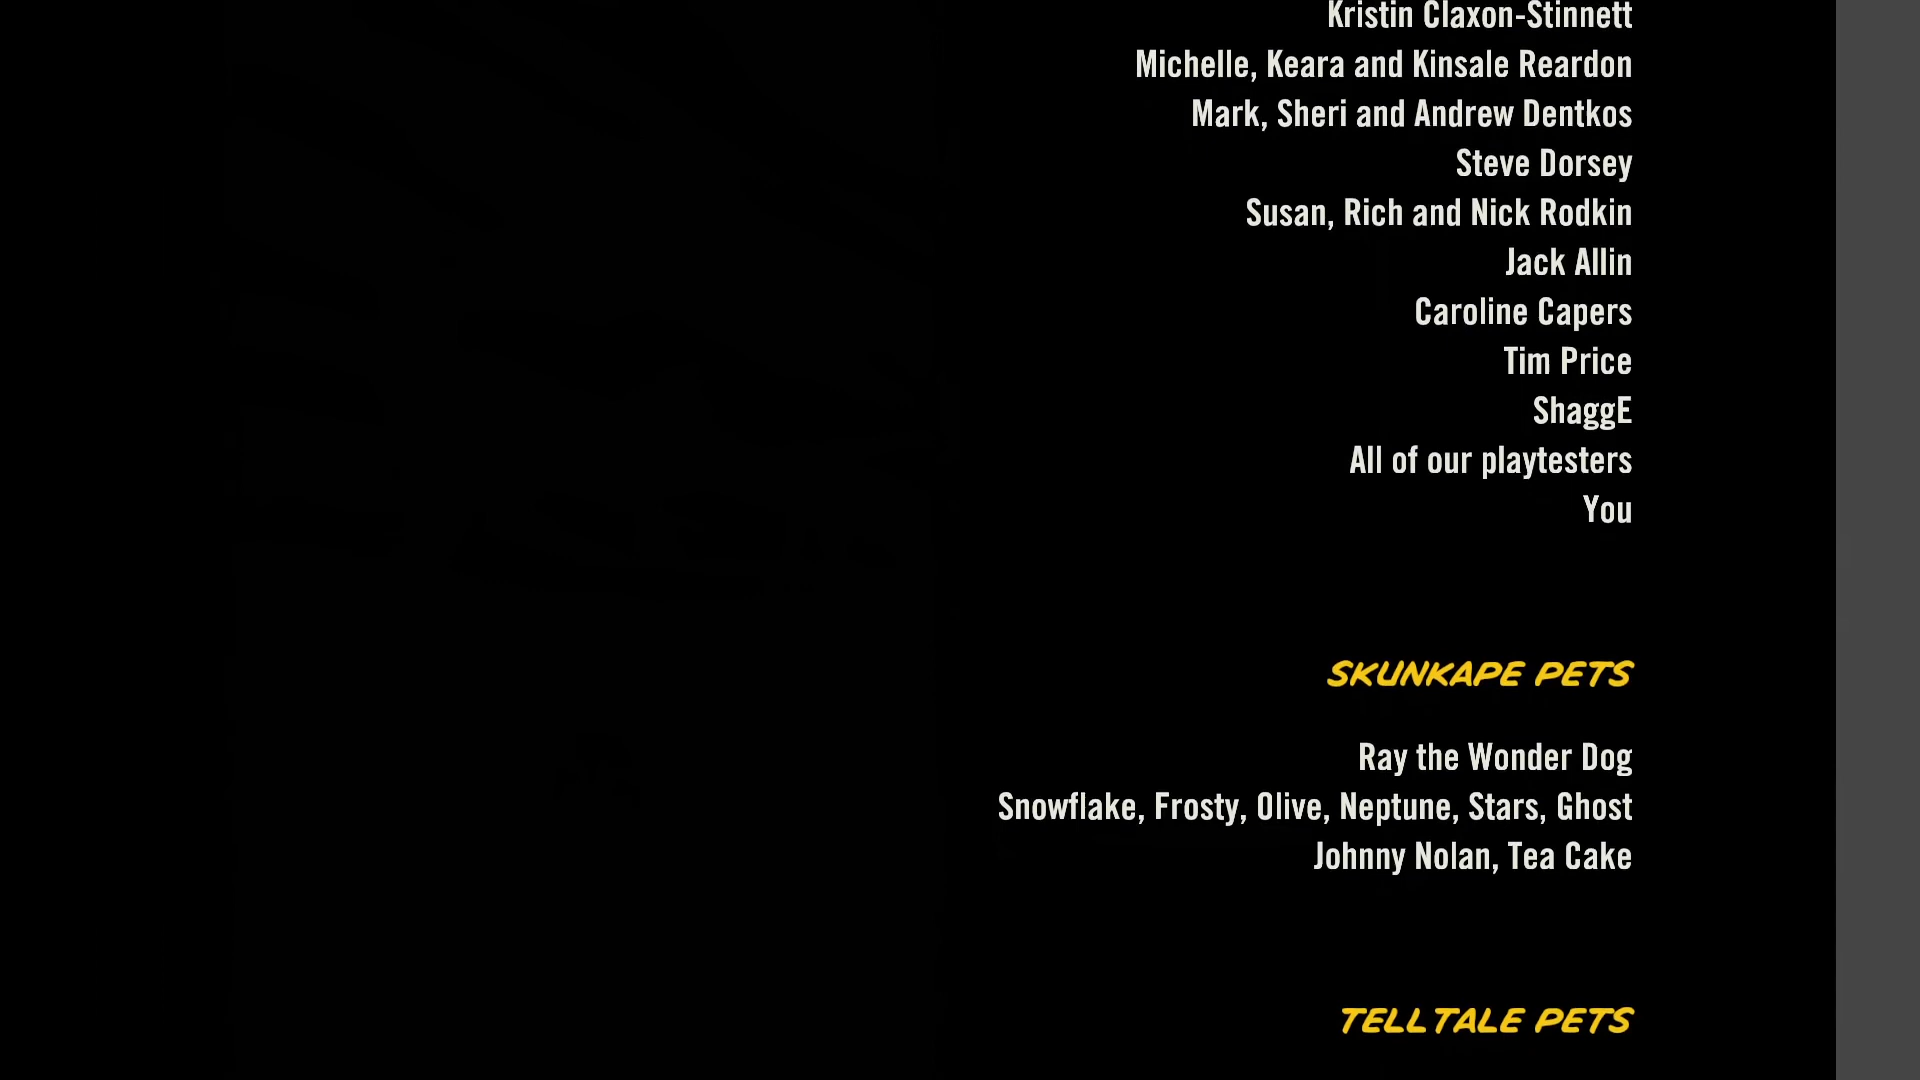 Kristin Claxon-Stinnett
Michelle, Keara and Kinsale Reardon
Mark, Sheri and Andrew Dentkos
Steve Dorsey
Susan, Rich and Nick Rodkin
Jack Allin
Caroline Capers
Tim Price
ShaggE
All of our playtesters
You
SKUNKAPE PETS
Ray the Wonder Dog
Snowflake, Frosty, Olive, Neptune, Stars, Ghost
Johnny Nolan, Tea Cake
TELLTALE PETS